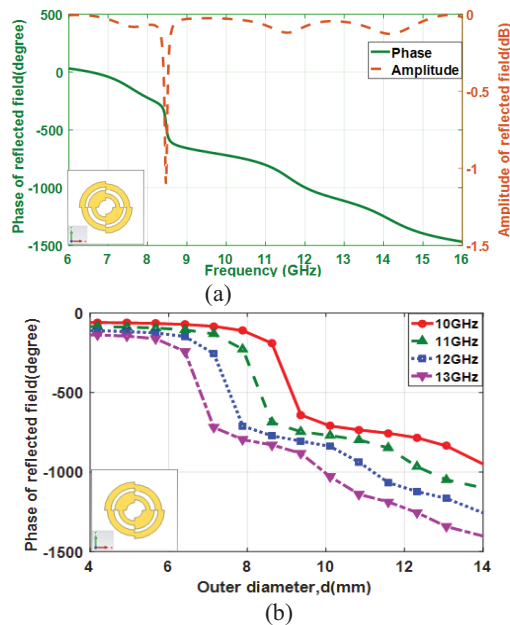 500
0
-500
-1000
-1500
Phase of reflected field(degree)
0
-0.5
-1
-1.5
Amplitude of reflected field(dB)
Phase
Amplitude
6 7 8 9 10 11 12 13 14 15 16
Frequency (GHz)
(a)
0
-500
-1000
-1500
Phase of reflected field(degree)
10GHz
11GHz
12GHz
13GHz
4 6 8 10 12 14
Outer diameter,d(mm)
(b)